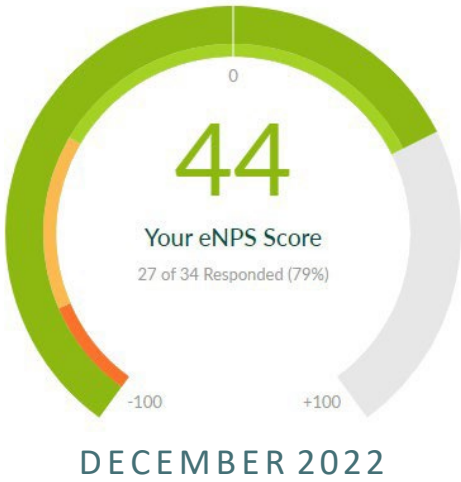 0
44
Your eNPS Score
27 of 34 Responded (79%)
-100 +100
DECEMBER 2022